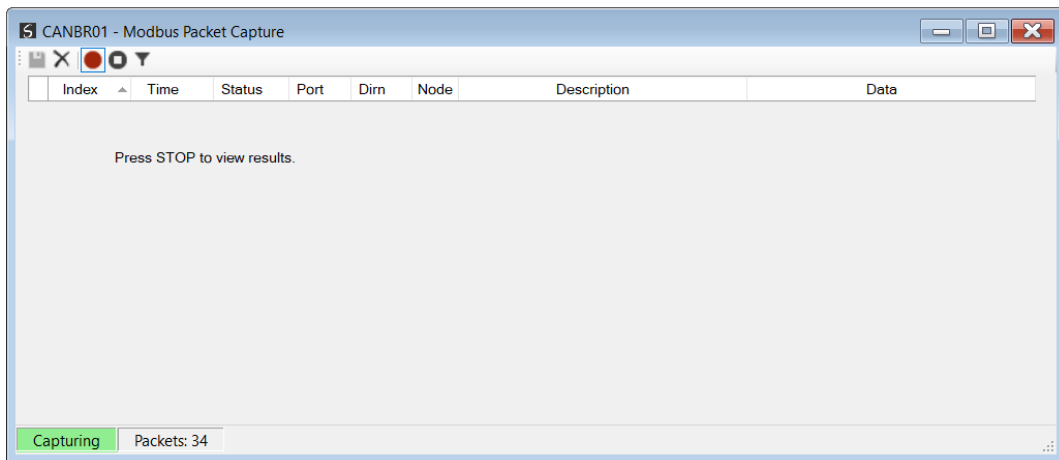 CANBR01 - Modbus Packet Capture
Index Time Status Port Dirn Node Description Data
Press STOP to view results.
Capturing Packets: 34